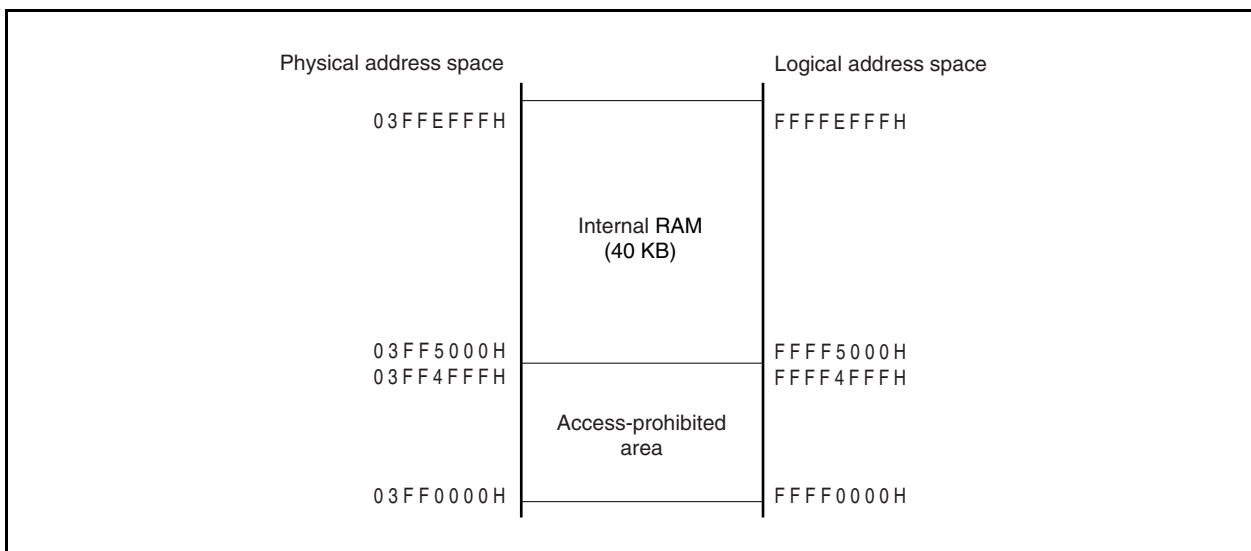 Physical address space
Logical address space
03FFEFFFH
FFFFEFFFH
Internal RAM
(40 KB)
03FF5000H
FFFF5000H
03FF4FFFH
FFFF4FFFH
Access-prohibited
area
03FF0000H
FFFF0000H